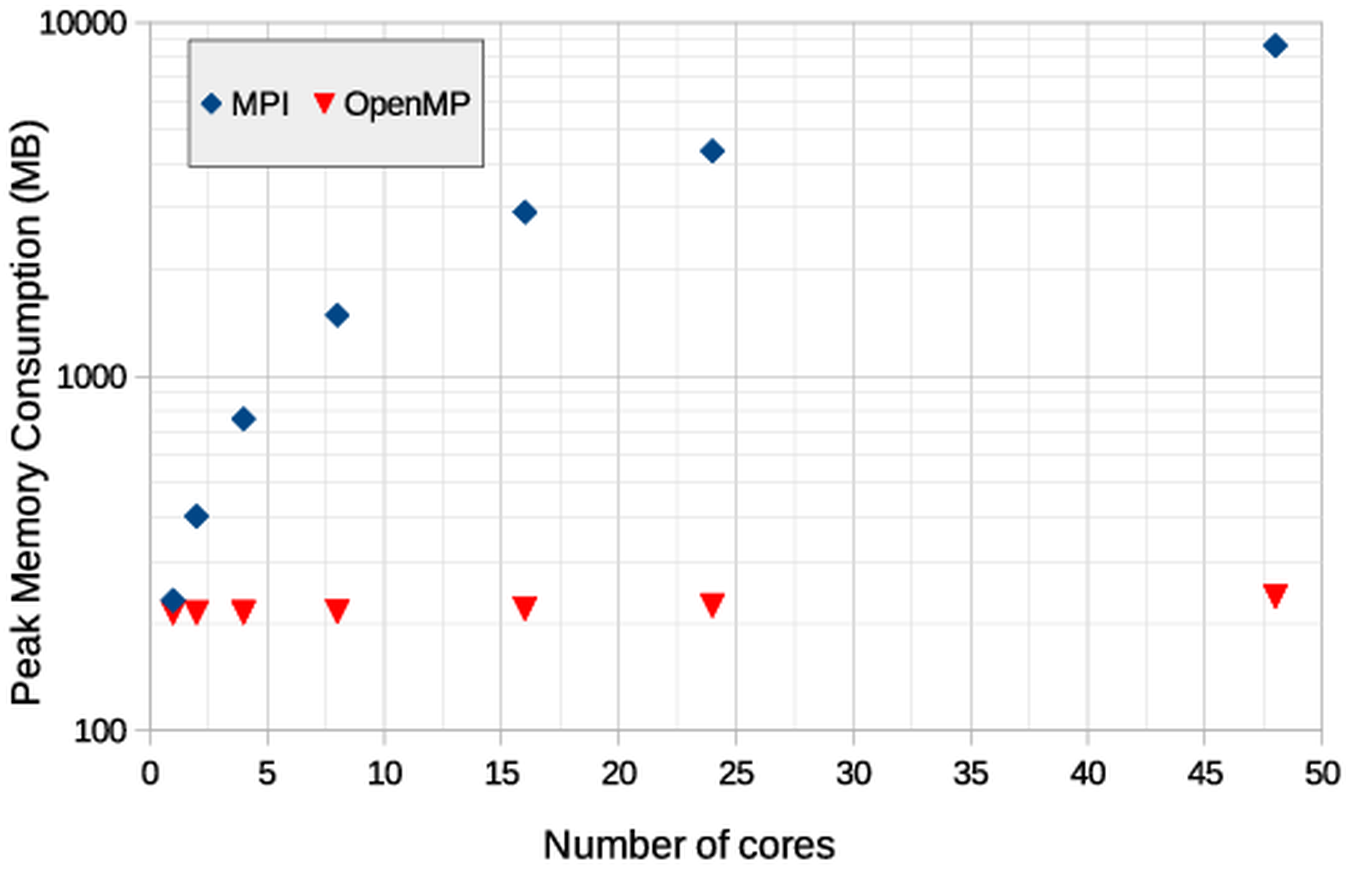 10000
MPI OpenMP
Peak Memory Consumption (MB)
1000
100
0 5 10 15 20 25 30 35 40 45 50
Number of cores